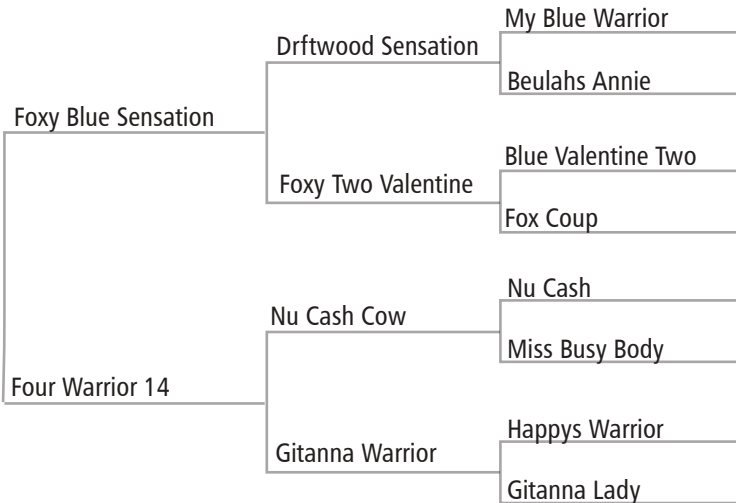 My Blue Warrior
Drftwood Sensation
Beulahs Annie
Foxy Blue Sensation
Blue Valentine Two
Foxy Two Valentine
Fox Coup
Nu Cash
Nu Cash Cow
Miss Busy Body
Four Warrior 14
Happys Warrior
Gitanna Warrior
Gitanna Lady